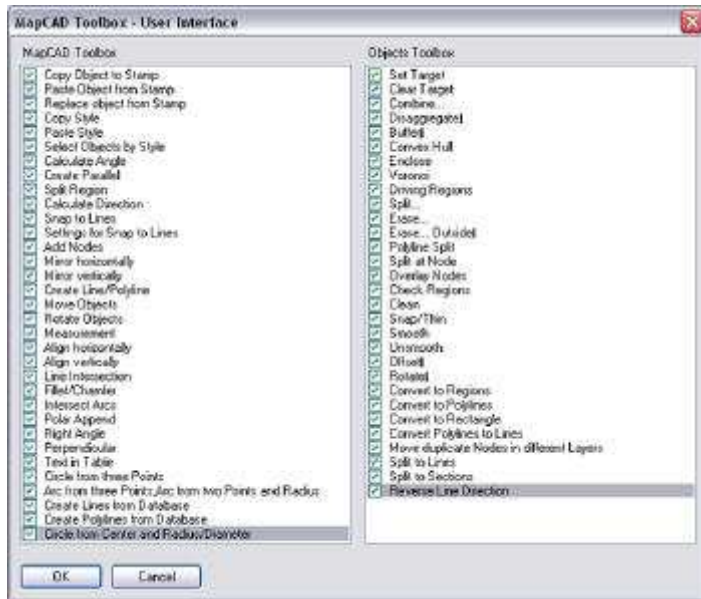 MapCAD Toolbox - User Interface
MapCAD Toolbox
Copy Object to Stamp
Paste Object from Stamp
Replace object from Stamp
Copy Style
Paste Style
Select Objects by Style
Calculate Angle
Create Parallel
Split Region
Calculate Direction
Snap to Lines
Settings for Snap to Lines
Add Nodes
Mirror horizontally
Mirror vertically
Create Line/Polyline
Move Objects
Rotate Objects
Measurement
Align horizontally
Align vertically
Line Intersection
Fillet/Chamfer
Intersect Arcs
Polar Append
Right Angle
Perpendicular
Text in Table
Circle from three Points
Arc from three Points,Arc from two Points and Radius
Create Lines from Database
Create Polylines from Database
Circle from Center and Radius/Diameter
Objects Toolbox
Set Target
Clear Target
Combine...
Disaggregate|
Buffer|
Convex Hull
Enclose
Voronoi
Driving Regions
Split...
Erase...
Erase... Outside|
Polyline Split
Split at Node
Overlay Nodes
Check Regions
Clean
Snap/Thin
Smooth
Unsmooth
Offset|
Rotate|
Convert to Regions
Convert to Polylines
Convert to Rectangle
Convert Polylines to Lines
Move duplicate Nodes in different Layers
Split to Lines
Split to Sections
Reverse Line Direction
OK
Cancel